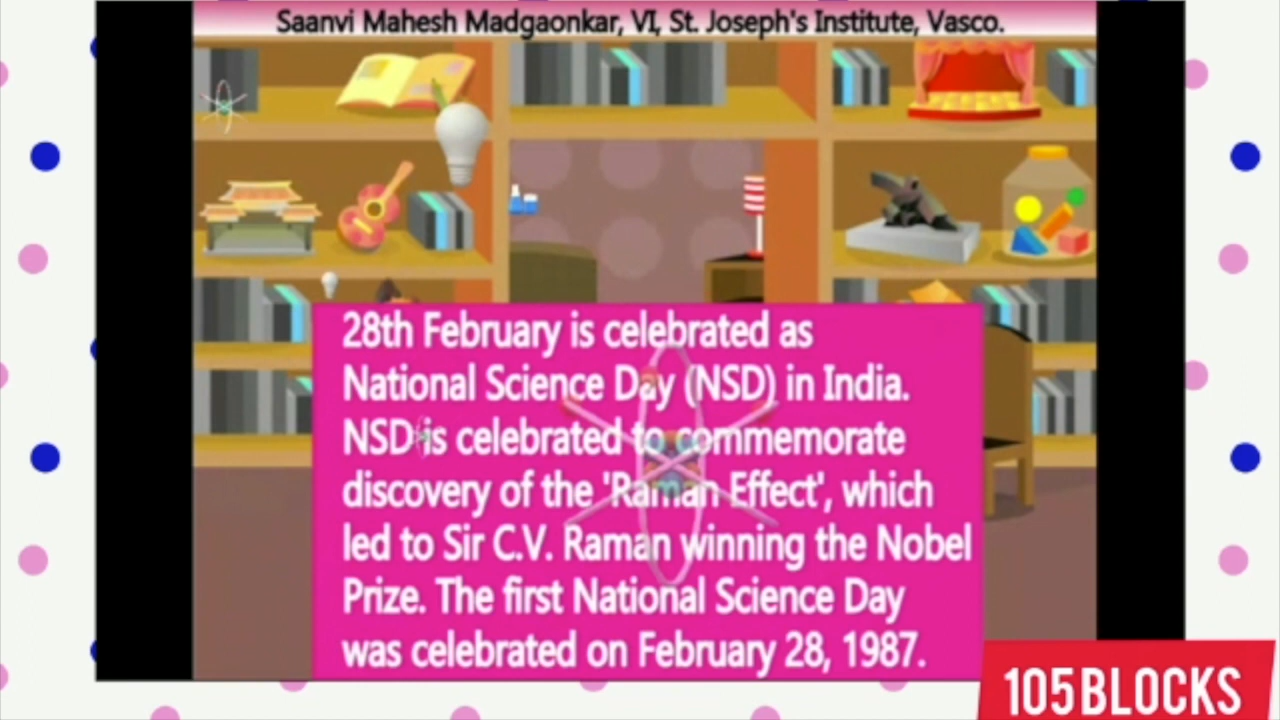 Saanvi Mahesh Madgaonkar, VI, St. Joseph's Institute, Vasco.
28th February is celebrated as
National Science Day (NSD) in India.
NSD is celebrated to commemorate
discovery of the 'Raman Effect', which
led to Sir C.V. Raman winning the Nobel
Prize. The first National Science Day
was celebrated on February 28, 1987.
105 BLOCKS